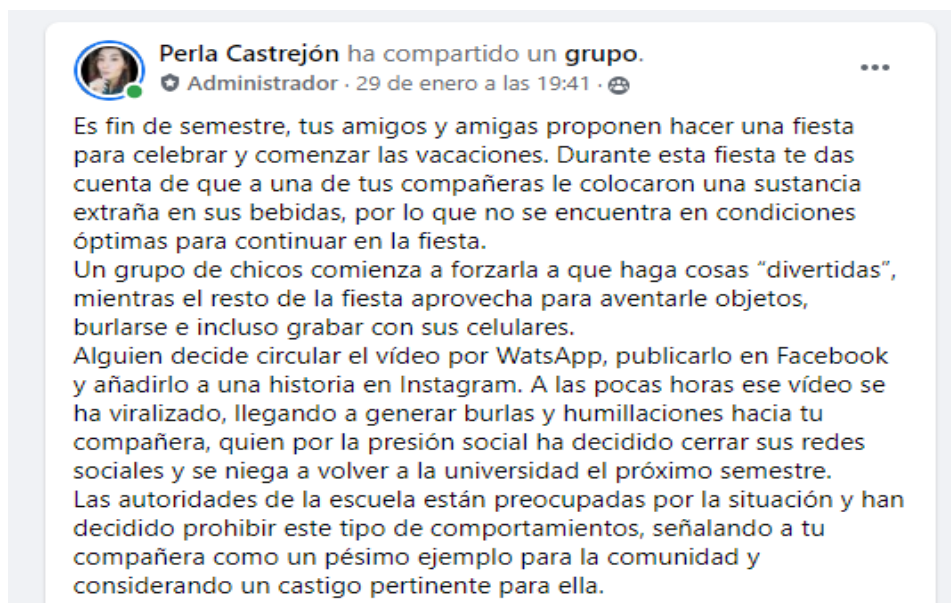 Perla Castrejón ha compartido un grupo.
Administrador · 29 de enero a las 19:41 ·
Es fin de semestre, tus amigos y amigas proponen hacer una fiesta
para celebrar y comenzar las vacaciones. Durante esta fiesta te das
cuenta de que a una de tus compañeras le colocaron una sustancia
extraña en sus bebidas, por lo que no se encuentra en condiciones
óptimas para continuar en la fiesta.
Un grupo de chicos comienza a forzarla a que haga cosas “divertidas”,
mientras el resto de la fiesta aprovecha para aventarle objetos,
burlarse e incluso grabar con sus celulares.
Alguien decide circular el vídeo por WatsApp, publicarlo en Facebook
y añadirlo a una historia en Instagram. A las pocas horas ese vídeo se
ha viralizado, llegando a generar burlas y humillaciones hacia tu
compañera, quien por la presión social ha decidido cerrar sus redes
sociales y se niega a volver a la universidad el próximo semestre.
Las autoridades de la escuela están preocupadas por la situación y han
decidido prohibir este tipo de comportamientos, señalando a tu
compañera como un pésimo ejemplo para la comunidad y
considerando un castigo pertinente para ella.